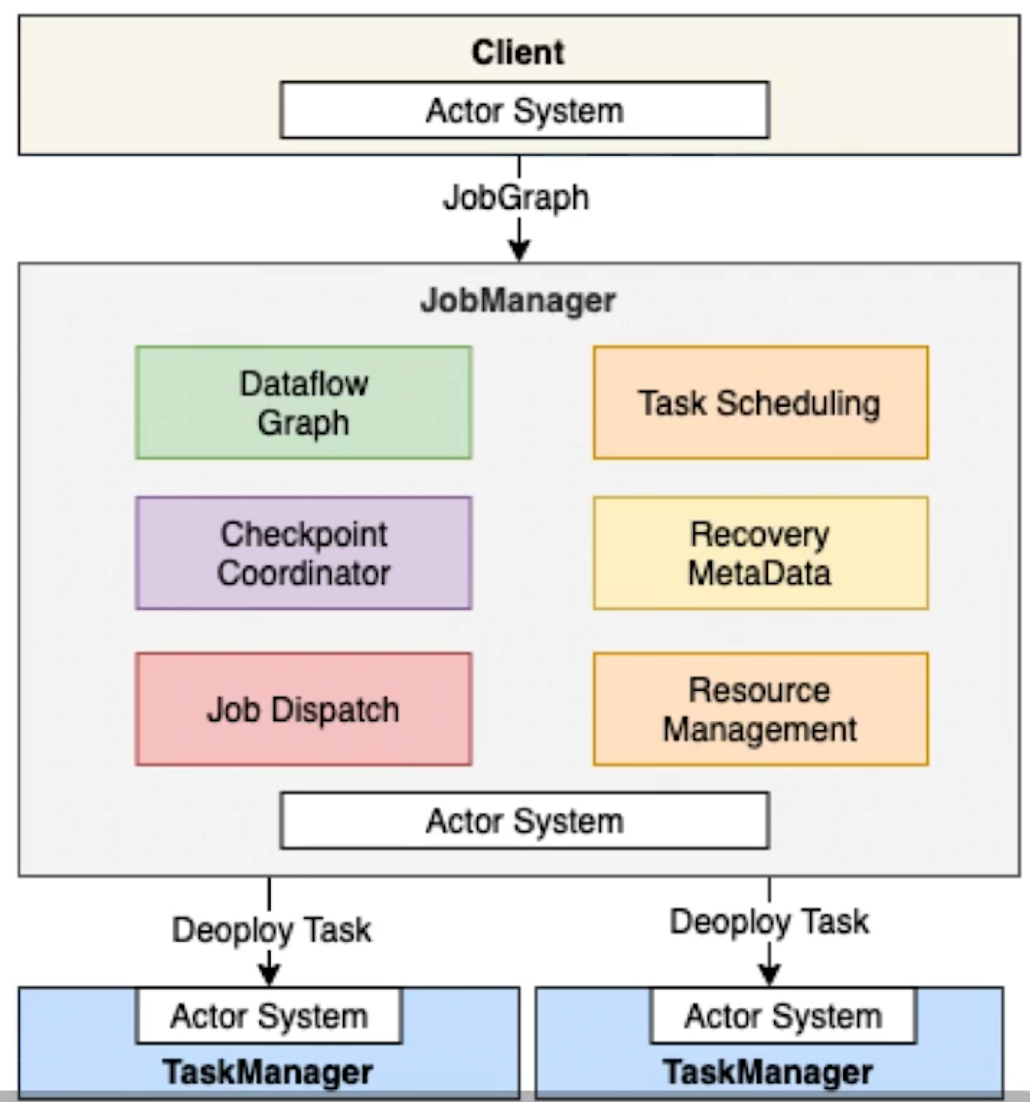 Client
Actor System
JobGraph
JobManager
Dataflow
Graph
Task Scheduling
Checkpoint
Coordinator
Recovery
MetaData
Job Dispatch
Resource
Management
Actor System
Deoploy Task
Deoploy Task
Actor System
TaskManager
Actor System
TaskManager